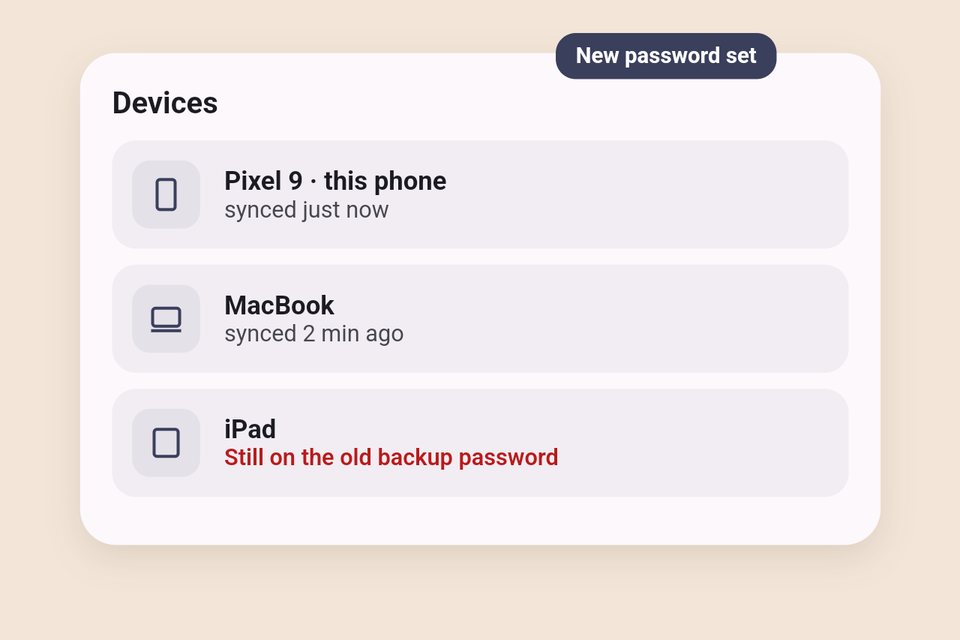 New password set
Devices
Pixel 9 · this phone
synced just now
MacBook
synced 2 min ago
iPad
Still on the old backup password